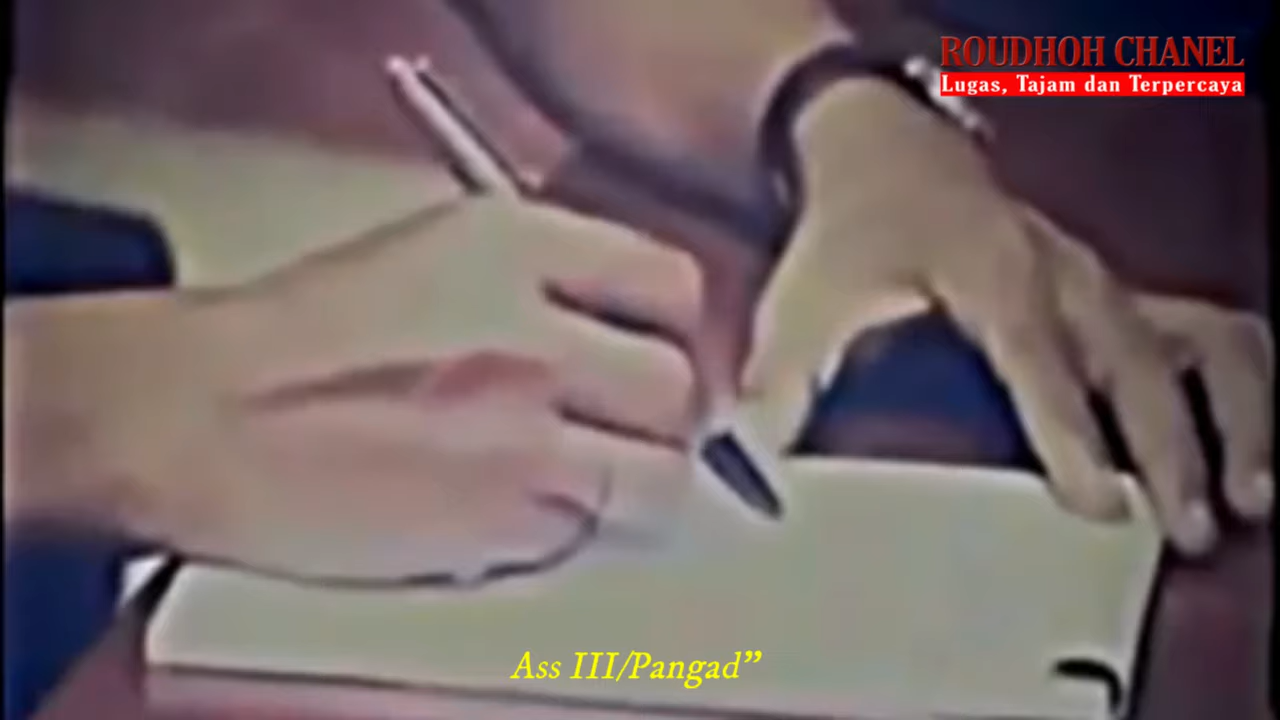 ROUDHOH CHANEL
Lugas, Tajam dan Terpercaya
Ass III/Pangad”